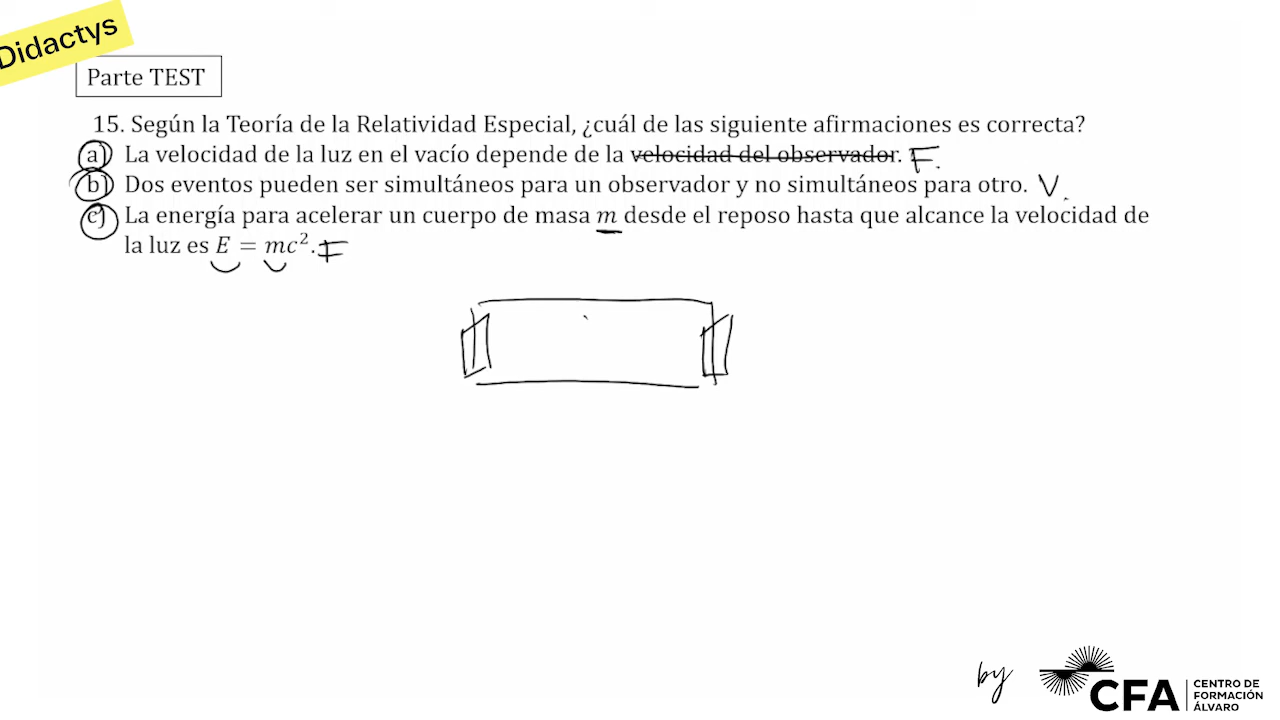 Didactys
Parte TEST
15. Según la Teoría de la Relatividad Especial, ¿cuál de las siguiente afirmaciones es correcta?
a) La velocidad de la luz en el vacío depende de la velocidad del observador. F.
b) Dos eventos pueden ser simultáneos para un observador y no simultáneos para otro. V.
c) La energía para acelerar un cuerpo de masa m desde el reposo hasta que alcance la velocidad de
la luz es E = mc². F
by
CFA
CENTRO DE
FORMACIÓN
ÁLVARO